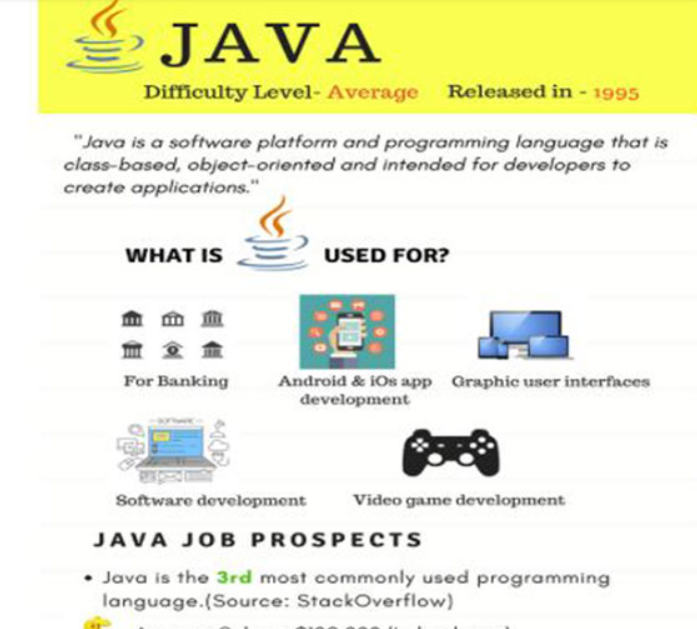 JAVA
Difficulty Level- Average Released in - 1995
"Java is a software platform and programming language that is
class-based, object-oriented and intended for developers to
create applications."
WHAT IS USED FOR?
For Banking
Android & iOs app
development
Graphic user interfaces
SOFTWARE
Software development
Video game development
JAVA JOB PROSPECTS
• Java is the 3rd most commonly used programming
language.(Source: StackOverflow)